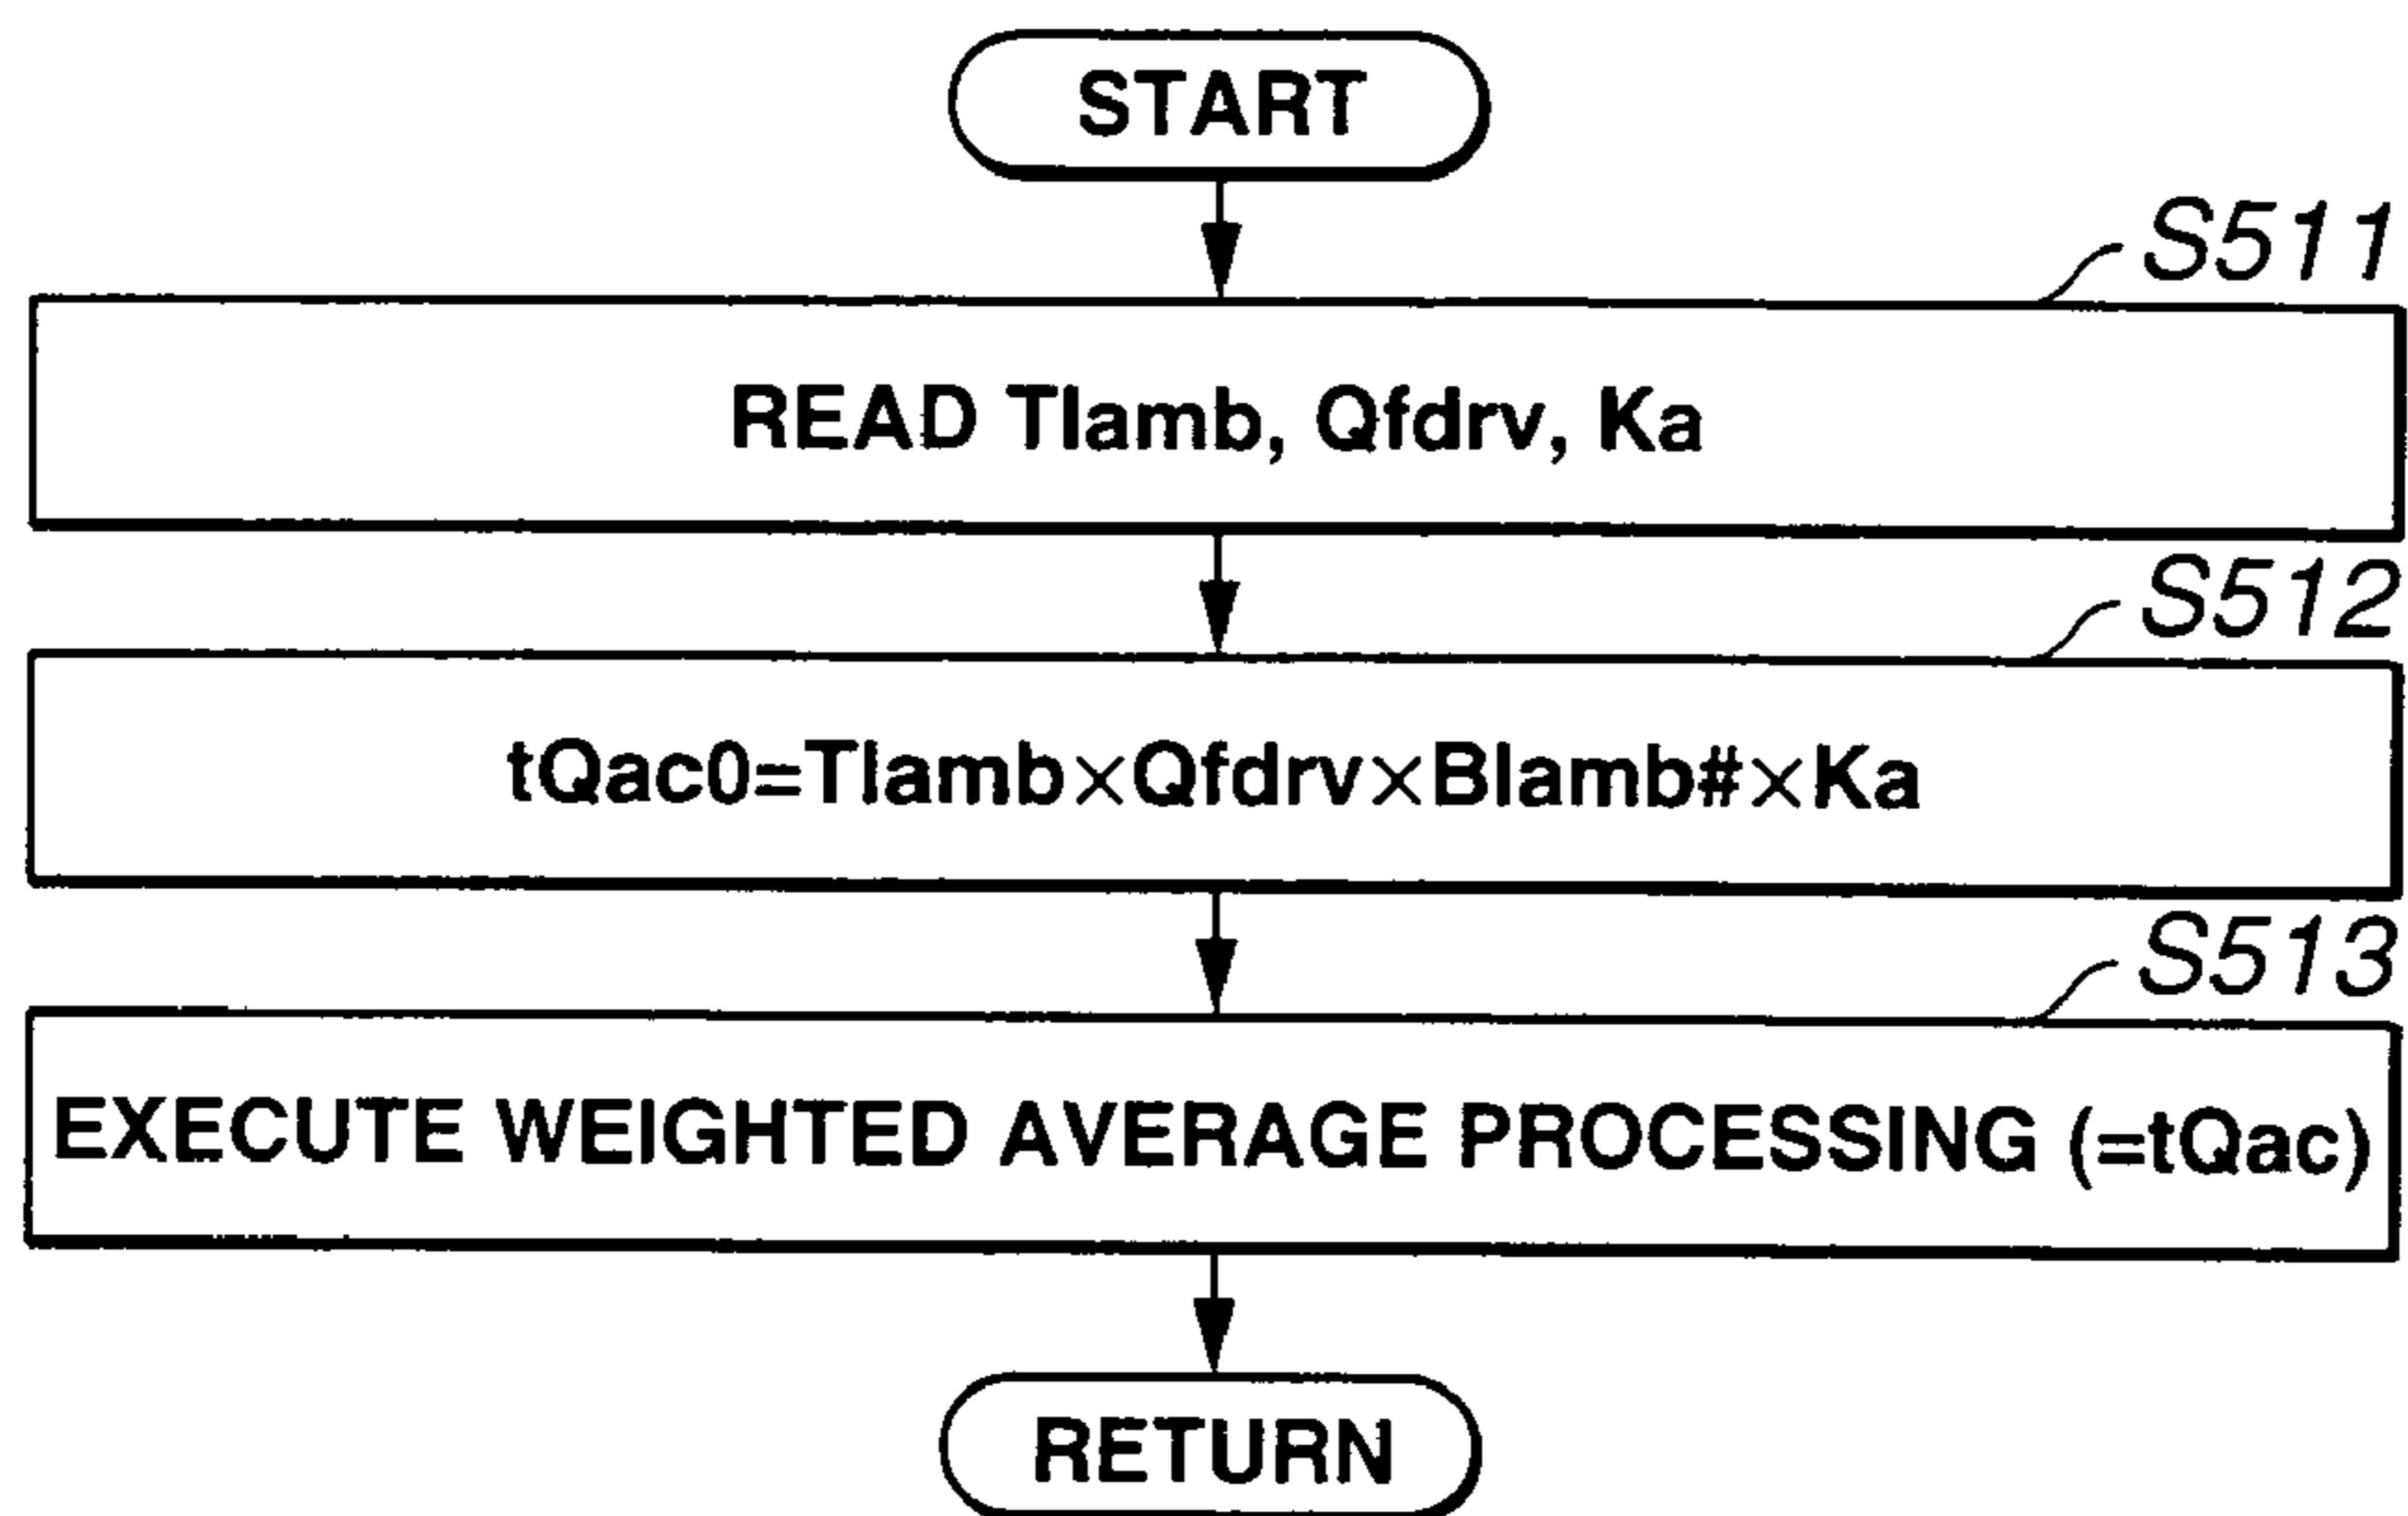 START
S511
READ Tlamb, Qfdrv, Ka
S512
tQac0=Tlamb×Qfdrv×Blamb#×Ka
S513
EXECUTE WEIGHTED AVERAGE PROCESSING (=tQac)
RETURN